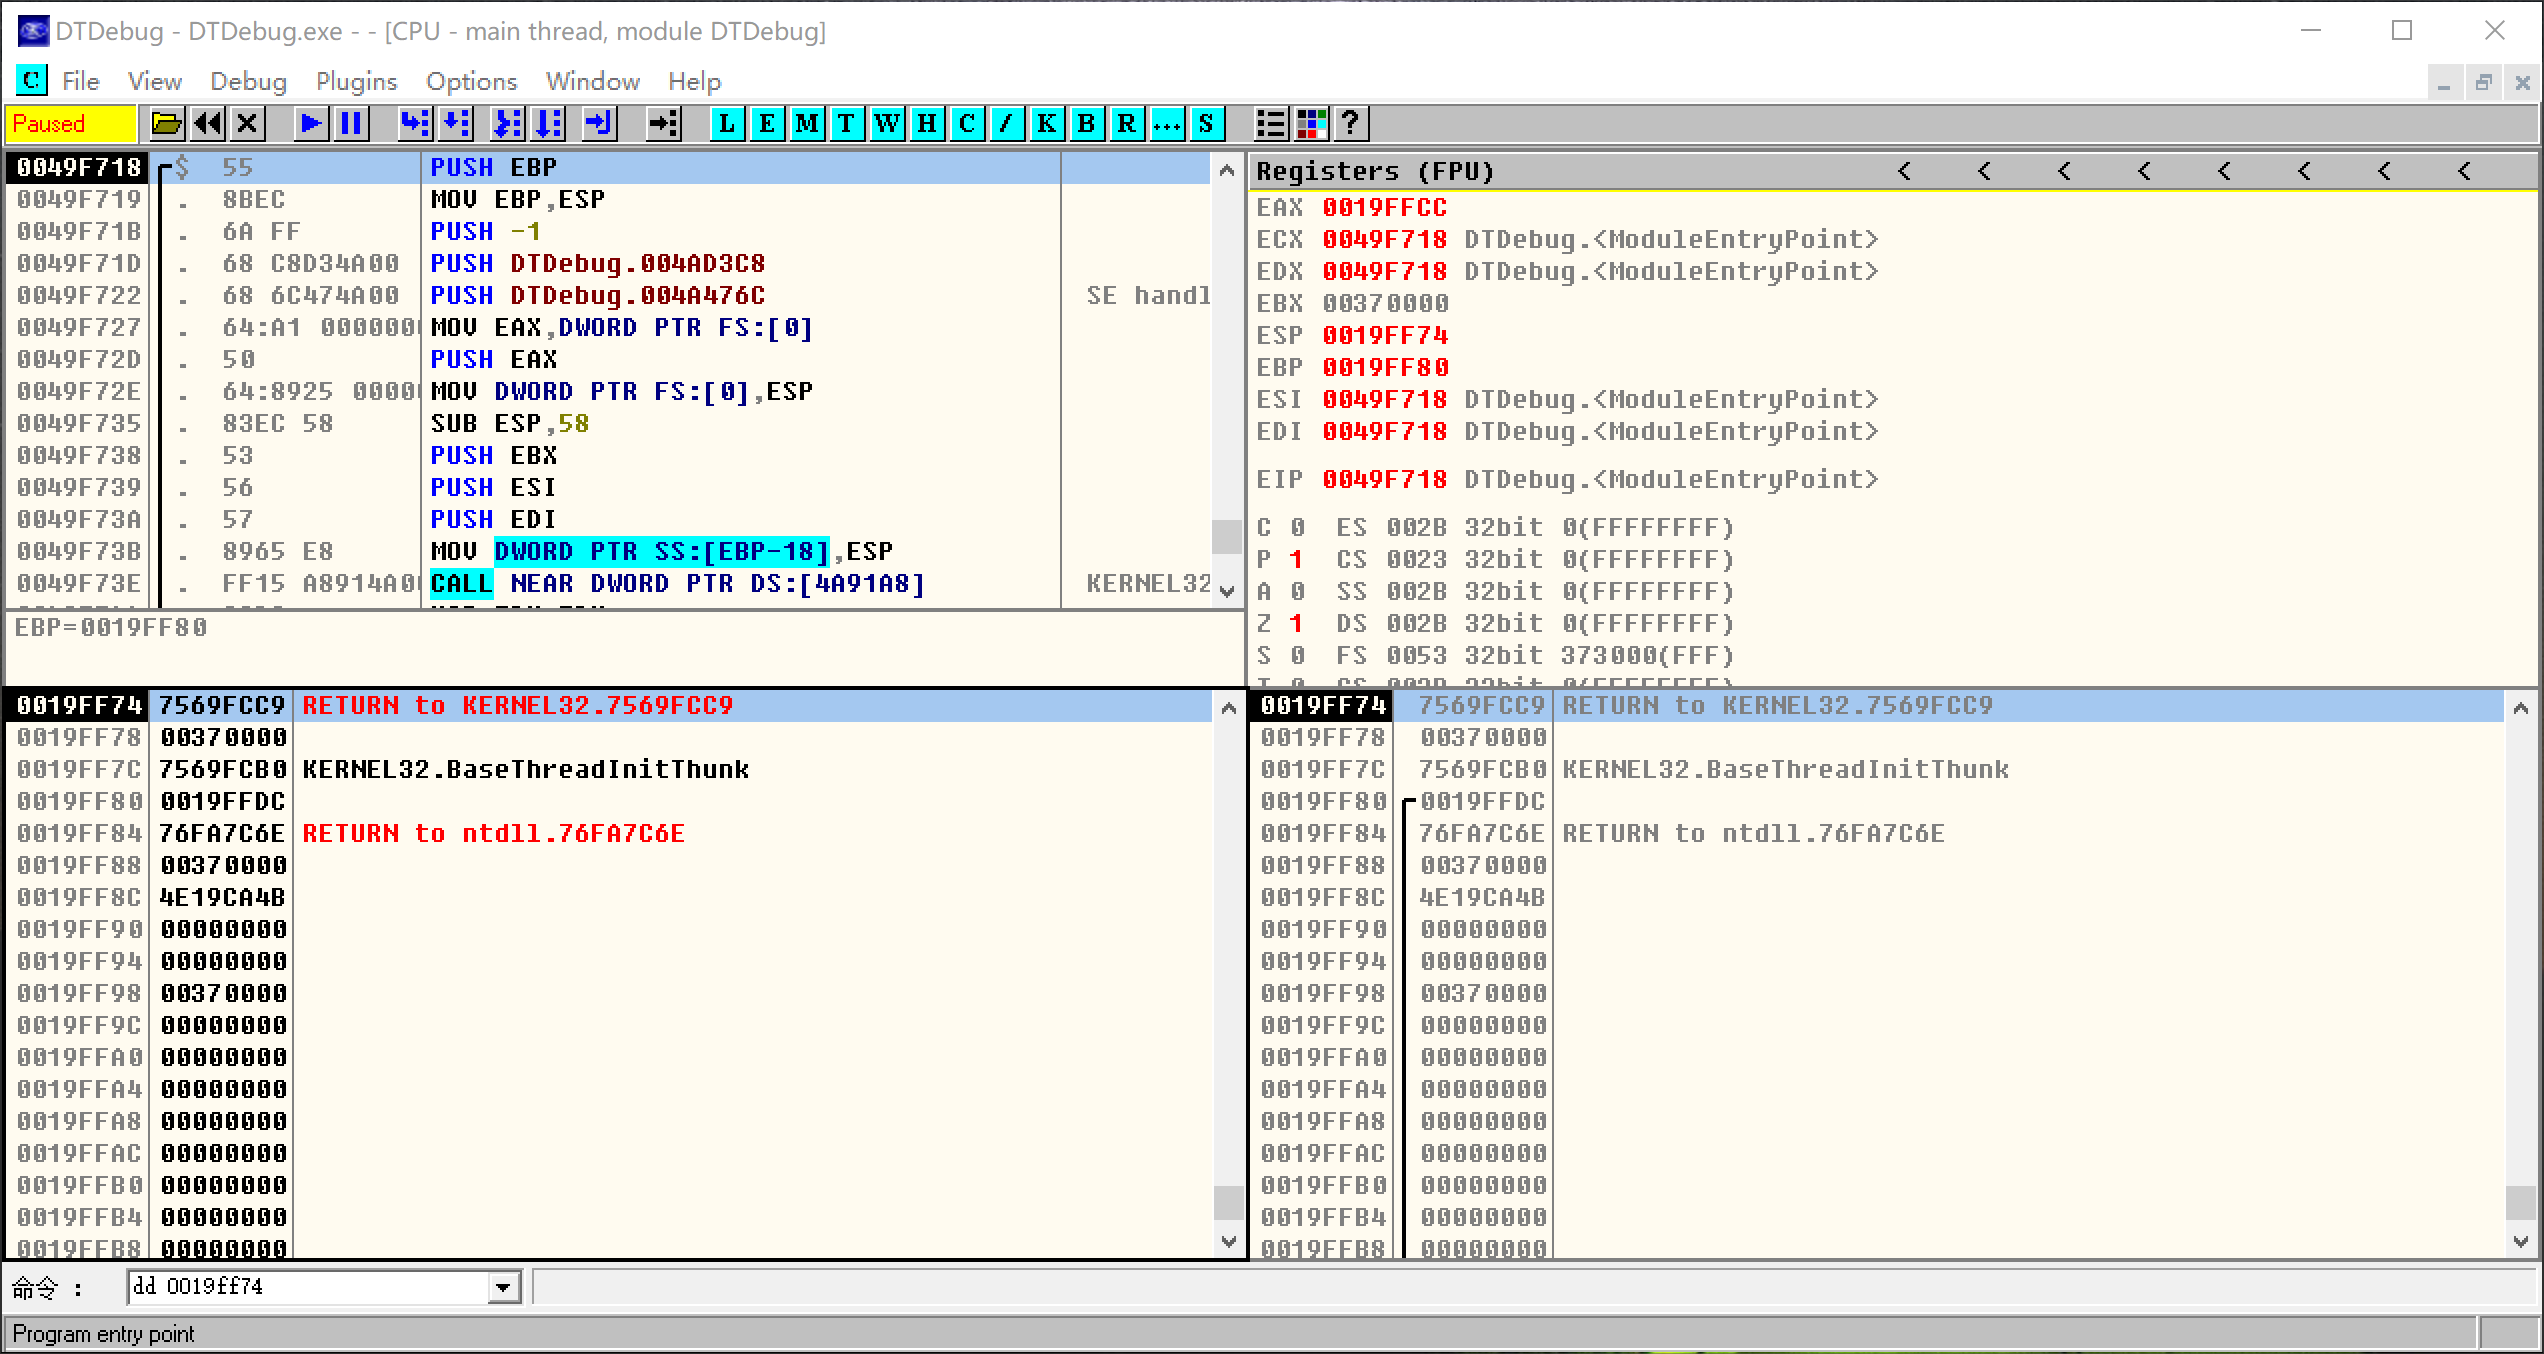 DTDebug - DTDebug.exe - - [CPU - main thread, module DTDebug]
C File View Debug Plugins Options Window Help
Paused L E M T W H C / K B R ... S ?
0049F718 $ 55 PUSH EBP
0049F719 . 8BEC MOV EBP,ESP
0049F71B . 6A FF PUSH -1
0049F71D . 68 C8D34A00 PUSH DTDebug.004AD3C8
0049F722 . 68 6C474A00 PUSH DTDebug.004A476C SE handl
0049F727 . 64:A1 0000000 MOV EAX,DWORD PTR FS:[0]
0049F72D . 50 PUSH EAX
0049F72E . 64:8925 0000 MOV DWORD PTR FS:[0],ESP
0049F735 . 83EC 58 SUB ESP,58
0049F738 . 53 PUSH EBX
0049F739 . 56 PUSH ESI
0049F73A . 57 PUSH EDI
0049F73B . 8965 E8 MOV DWORD PTR SS:[EBP-18],ESP
0049F73E . FF15 A8914A00 CALL NEAR DWORD PTR DS:[4A91A8] KERNEL32
EBP=0019FF80
Registers (FPU) < < < < < < < <
EAX 0019FFCC
ECX 0049F718 DTDebug.<ModuleEntryPoint>
EDX 0049F718 DTDebug.<ModuleEntryPoint>
EBX 00370000
ESP 0019FF74
EBP 0019FF80
ESI 0049F718 DTDebug.<ModuleEntryPoint>
EDI 0049F718 DTDebug.<ModuleEntryPoint>
EIP 0049F718 DTDebug.<ModuleEntryPoint>
C 0 ES 002B 32bit 0(FFFFFFFF)
P 1 CS 0023 32bit 0(FFFFFFFF)
A 0 SS 002B 32bit 0(FFFFFFFF)
Z 1 DS 002B 32bit 0(FFFFFFFF)
S 0 FS 0053 32bit 373000(FFF)
0019FF74 7569FCC9 RETURN to KERNEL32.7569FCC9
0019FF78 00370000
0019FF7C 7569FCB0 KERNEL32.BaseThreadInitThunk
0019FF80 0019FFDC
0019FF84 76FA7C6E RETURN to ntdll.76FA7C6E
0019FF88 00370000
0019FF8C 4E19CA4B
0019FF90 00000000
0019FF94 00000000
0019FF98 00370000
0019FF9C 00000000
0019FFA0 00000000
0019FFA4 00000000
0019FFA8 00000000
0019FFAC 00000000
0019FFB0 00000000
0019FFB4 00000000
0019FFB8 00000000
0019FF74 7569FCC9 RETURN to KERNEL32.7569FCC9
0019FF78 00370000
0019FF7C 7569FCB0 KERNEL32.BaseThreadInitThunk
0019FF80 0019FFDC
0019FF84 76FA7C6E RETURN to ntdll.76FA7C6E
0019FF88 00370000
0019FF8C 4E19CA4B
0019FF90 00000000
0019FF94 00000000
0019FF98 00370000
0019FF9C 00000000
0019FFA0 00000000
0019FFA4 00000000
0019FFA8 00000000
0019FFAC 00000000
0019FFB0 00000000
0019FFB4 00000000
0019FFB8 00000000
命令 : dd 0019ff74
Program entry point